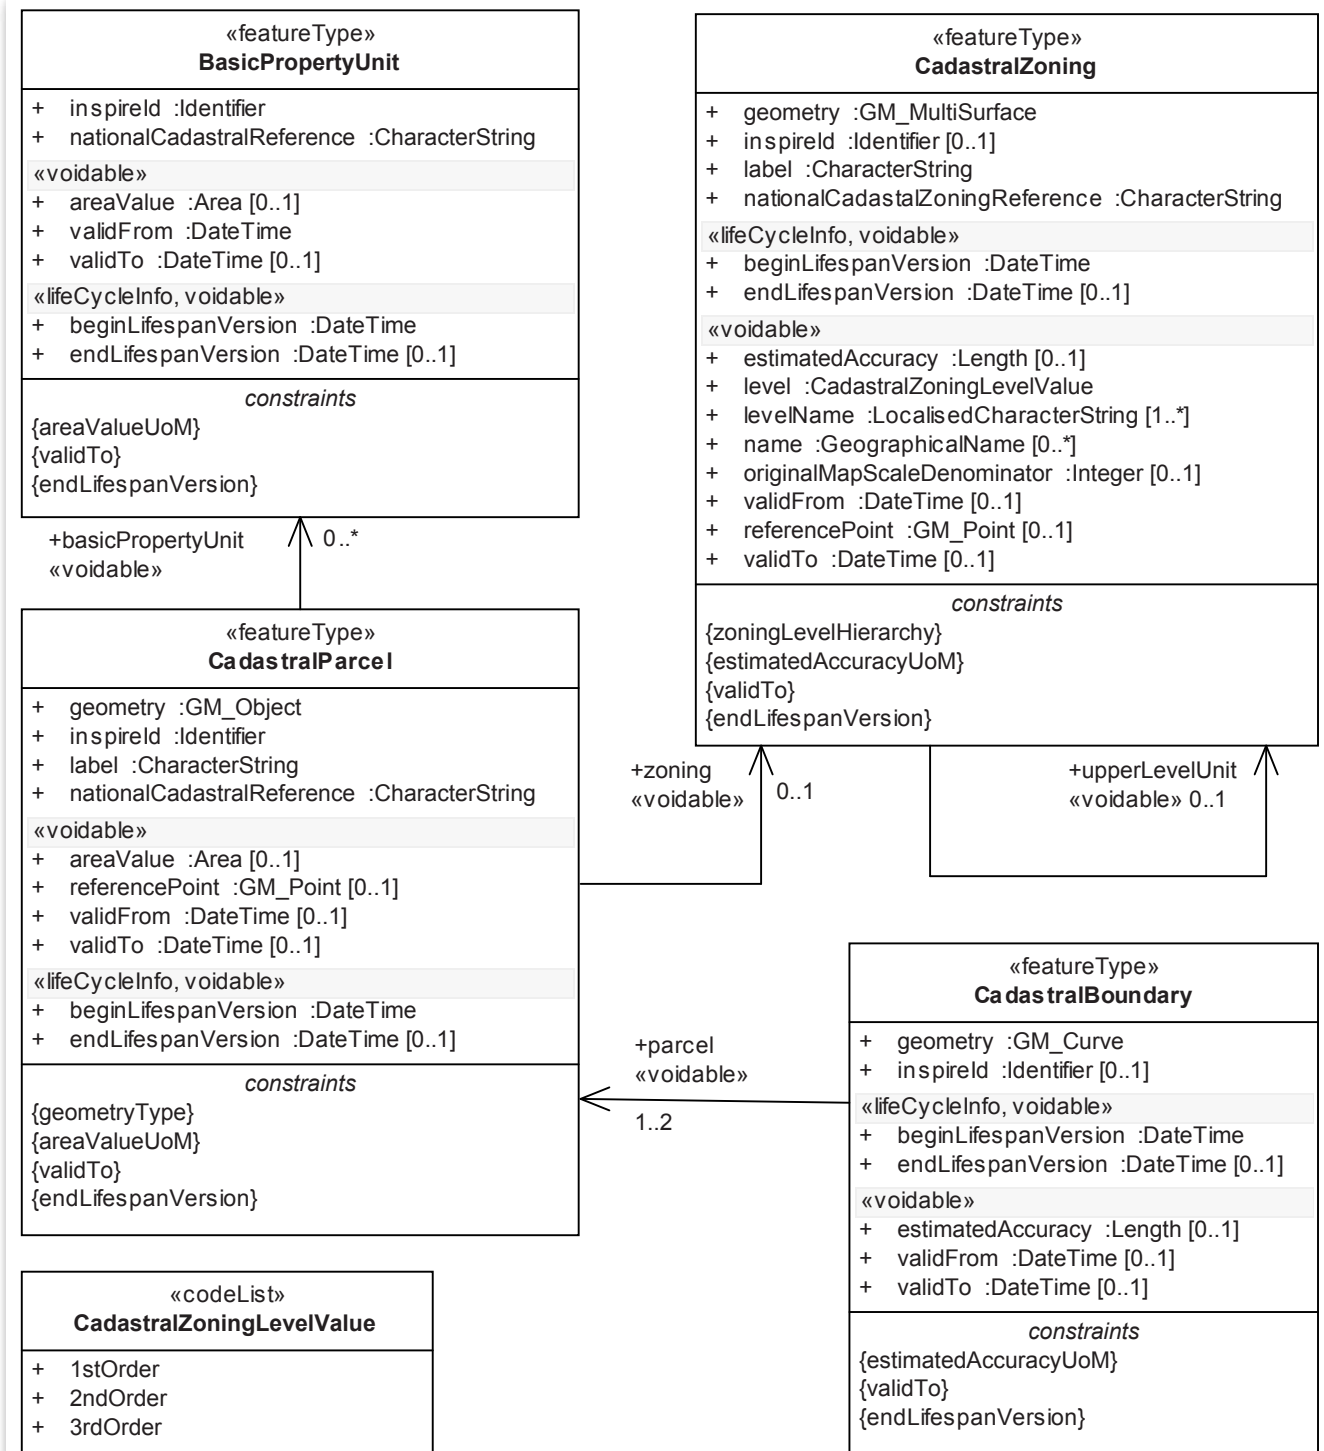 «featureType»
BasicPropertyUnit
+ inspireId :Identifier
+ nationalCadastralReference :CharacterString
«voidable»
+ areaValue :Area [0..1]
+ validFrom :DateTime
+ validTo :DateTime [0..1]
«lifeCycleInfo, voidable»
+ beginLifespanVersion :DateTime
+ endLifespanVersion :DateTime [0..1]
constraints
{areaValueUoM}
{validTo}
{endLifespanVersion}
+basicPropertyUnit 0..*
«voidable»
«featureType»
CadastralParcel
+ geometry :GM_Object
+ inspireId :Identifier
+ label :CharacterString
+ nationalCadastralReference :CharacterString
«voidable»
+ areaValue :Area [0..1]
+ referencePoint :GM_Point [0..1]
+ validFrom :DateTime [0..1]
+ validTo :DateTime [0..1]
«lifeCycleInfo, voidable»
+ beginLifespanVersion :DateTime
+ endLifespanVersion :DateTime [0..1]
constraints
{geometryType}
{areaValueUoM}
{validTo}
{endLifespanVersion}
«codeList»
CadastralZoningLevelValue
+ 1stOrder
+ 2ndOrder
+ 3rdOrder
«featureType»
CadastralZoning
+ geometry :GM_MultiSurface
+ inspireId :Identifier [0..1]
+ label :CharacterString
+ nationalCadastalZoningReference :CharacterString
«lifeCycleInfo, voidable»
+ beginLifespanVersion :DateTime
+ endLifespanVersion :DateTime [0..1]
«voidable»
+ estimatedAccuracy :Length [0..1]
+ level :CadastralZoningLevelValue
+ levelName :LocalisedCharacterString [1..*]
+ name :GeographicalName [0..*]
+ originalMapScaleDenominator :Integer [0..1]
+ validFrom :DateTime [0..1]
+ referencePoint :GM_Point [0..1]
+ validTo :DateTime [0..1]
constraints
{zoningLevelHierarchy}
{estimatedAccuracyUoM}
{validTo}
{endLifespanVersion}
+zoning
«voidable» 0..1
+upperLevelUnit
«voidable» 0..1
+parcel
«voidable»
1..2
«featureType»
CadastralBoundary
+ geometry :GM_Curve
+ inspireId :Identifier [0..1]
«lifeCycleInfo, voidable»
+ beginLifespanVersion :DateTime
+ endLifespanVersion :DateTime [0..1]
«voidable»
+ estimatedAccuracy :Length [0..1]
+ validFrom :DateTime [0..1]
+ validTo :DateTime [0..1]
constraints
{estimatedAccuracyUoM}
{validTo}
{endLifespanVersion}